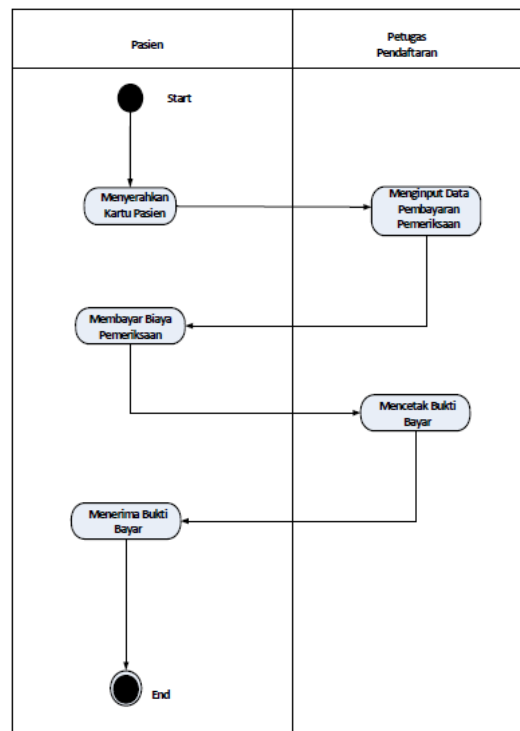 Pasien
Petugas
Pendaftaran
Start
Menyerahkan
Kartu Pasien
Menginput Data
Pembayaran
Pemeriksaan
Membayar Biaya
Pemeriksaan
Mencetak Bukti
Bayar
Menerima Bukti
Bayar
End